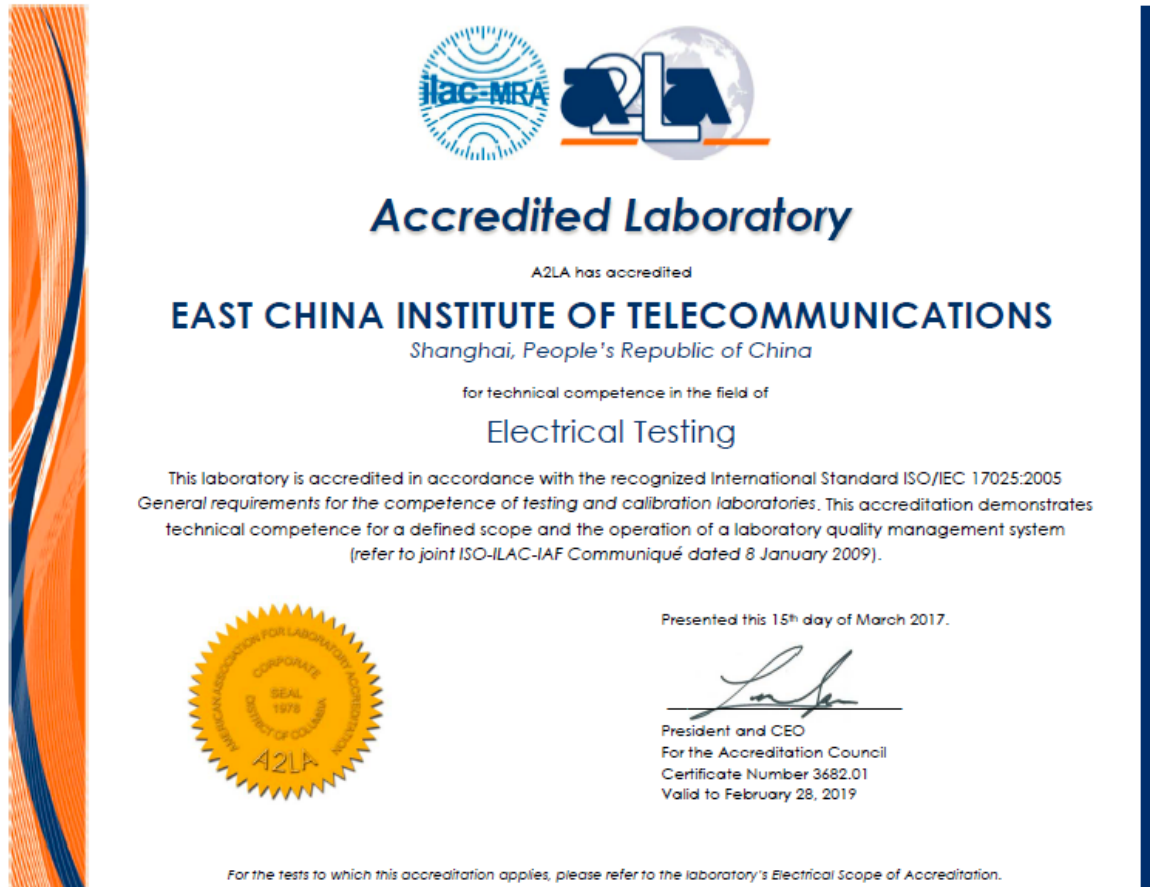 ilac-MRA
a2La
Accredited Laboratory
A2LA has accredited
EAST CHINA INSTITUTE OF TELECOMMUNICATIONS
Shanghai, People's Republic of China
for technical competence in the field of
Electrical Testing
This laboratory is accredited in accordance with the recognized International Standard ISO/IEC 17025:2005
General requirements for the competence of testing and calibration laboratories. This accreditation demonstrates
technical competence for a defined scope and the operation of a laboratory quality management system
(refer to joint ISO-ILAC-IAF Communiqué dated 8 January 2009).
AMERICAN ASSOCIATION FOR LABORATORY ACCREDITATION
CORPORATE
SEAL
1978
DISTRICT OF COLUMBIA
A2LA
Presented this 15th day of March 2017.
President and CEO
For the Accreditation Council
Certificate Number 3682.01
Valid to February 28, 2019
For the tests to which this accreditation applies, please refer to the laboratory's Electrical Scope of Accreditation.